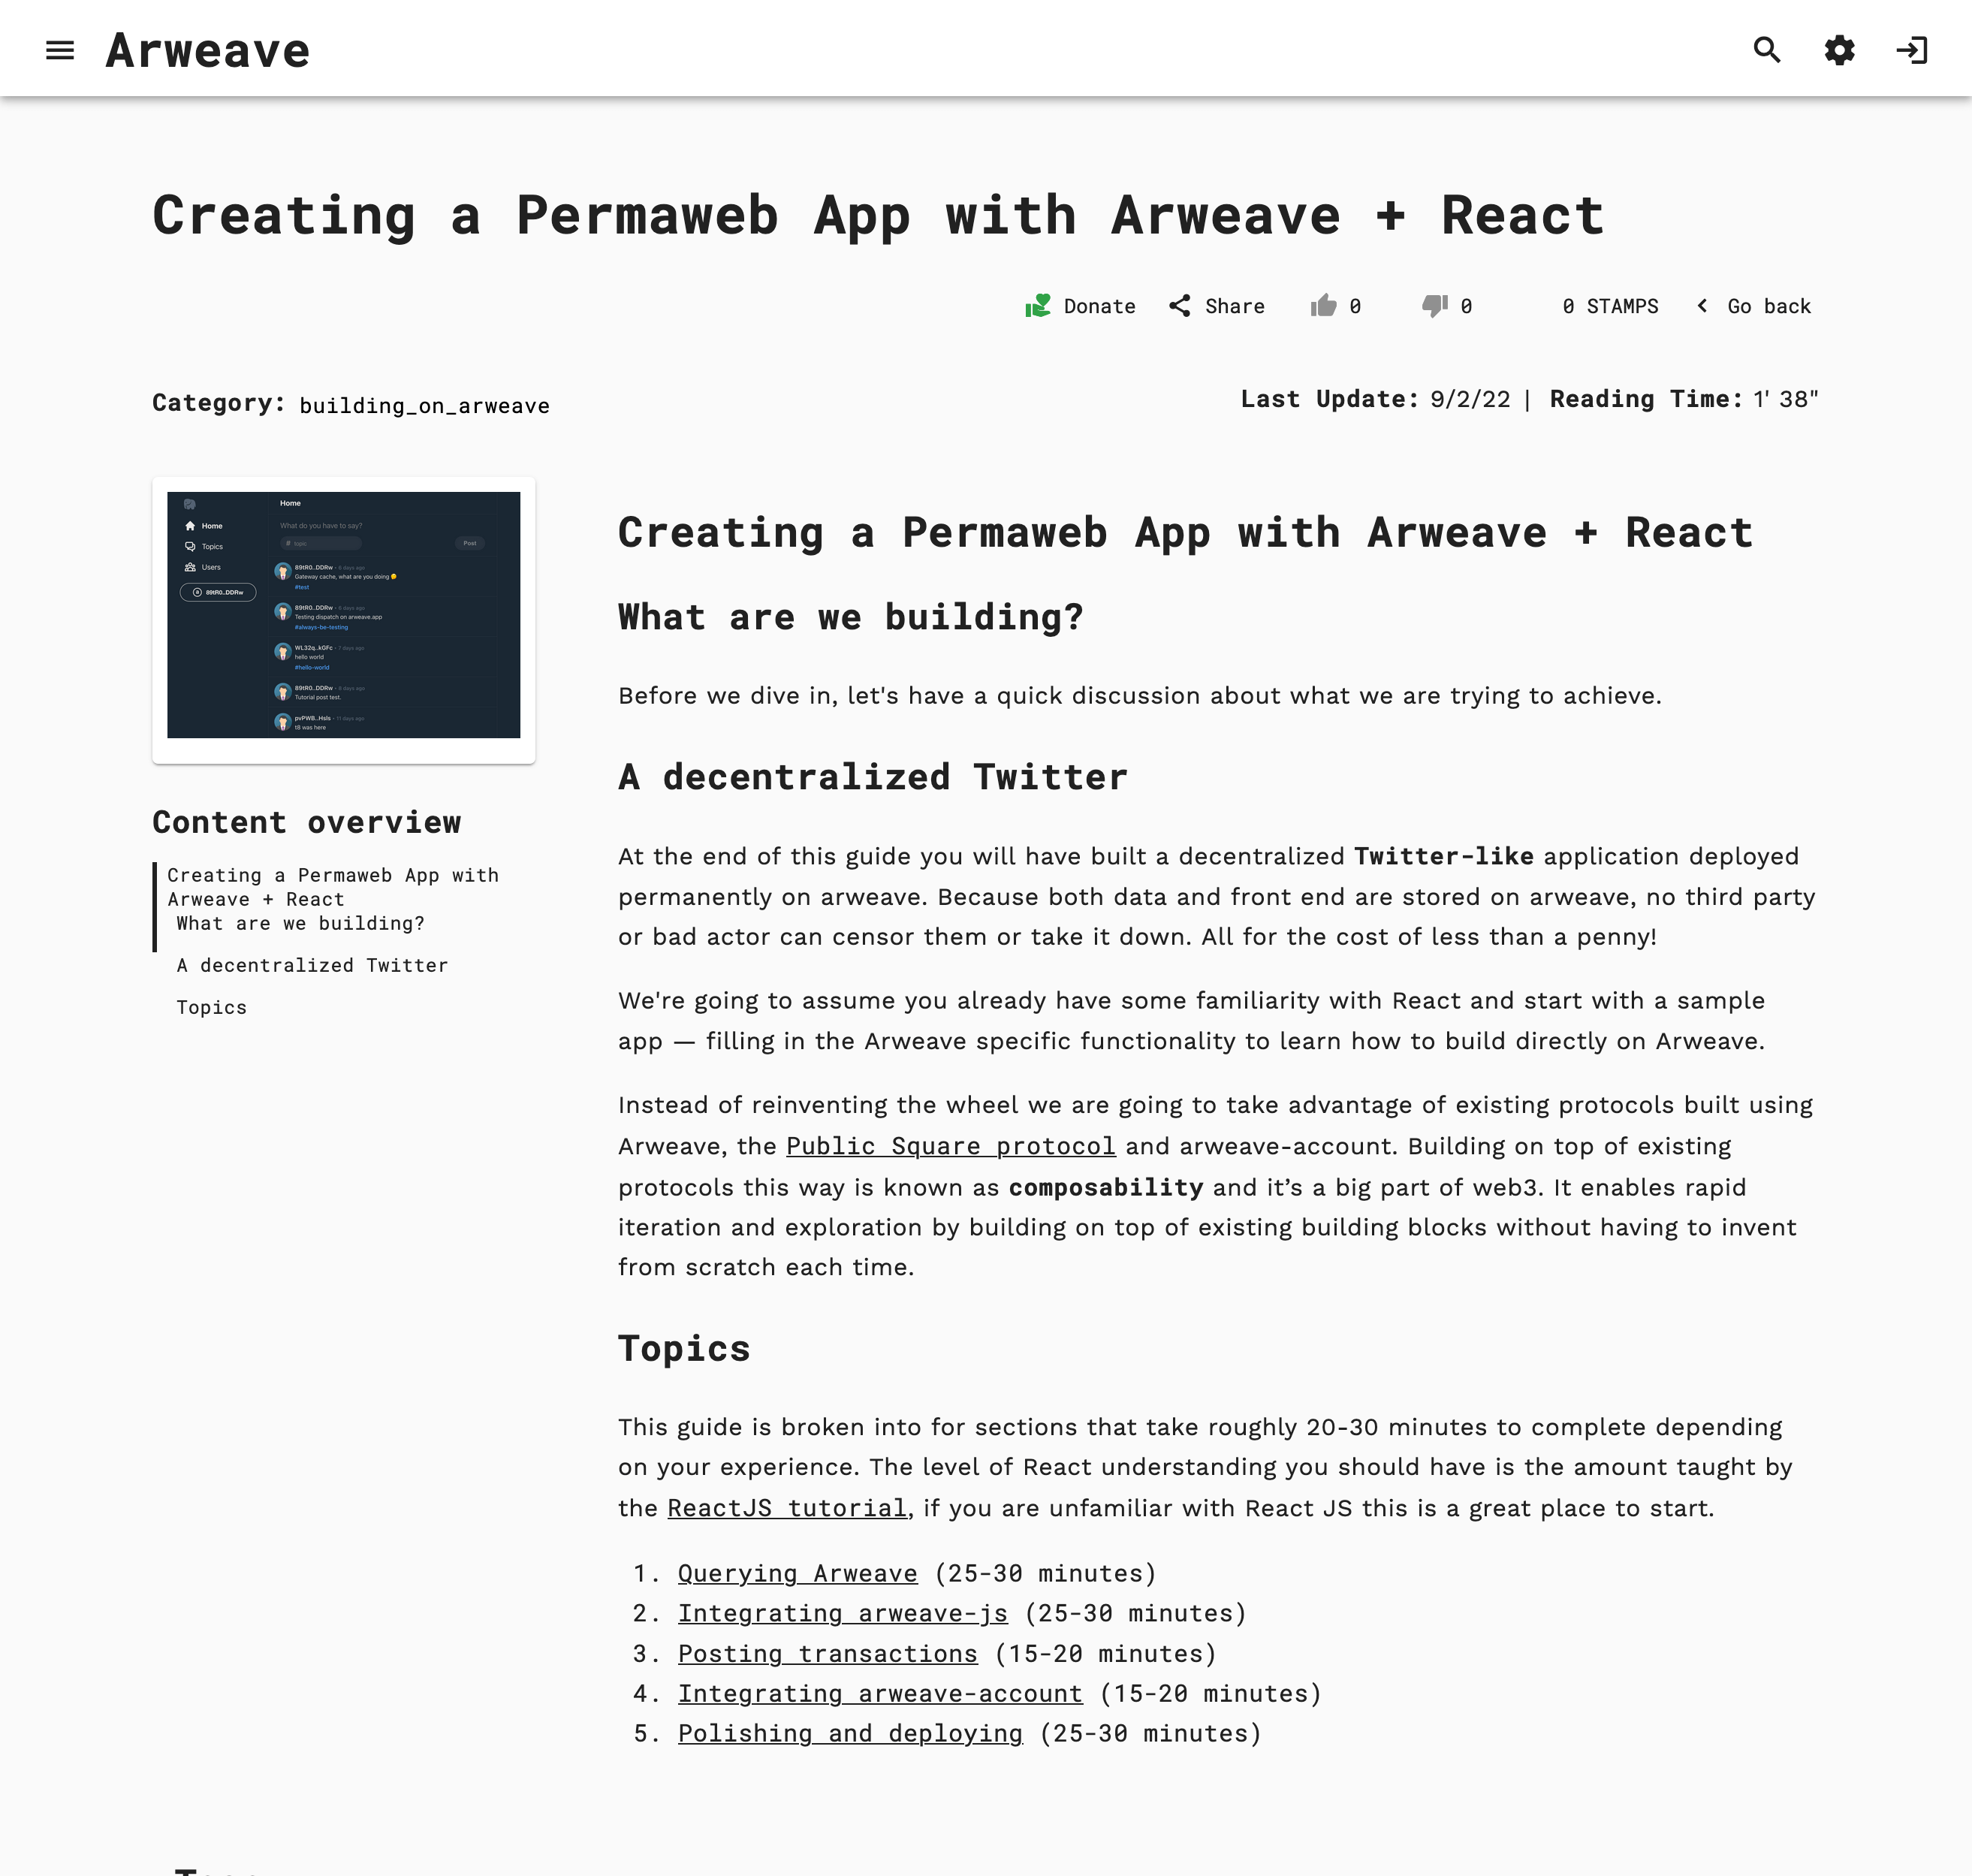 Arweave
Creating a Permaweb App with Arweave + React
Donate Share 0 0 0 STAMPS Go back
Category: building_on_arweave
Last Update: 9/2/22 | Reading Time: 1' 38"
Home
Home
What do you have to say?
# topic
Post
Topics
Users
89tR0..DDRw
89tR0..DDRw • 6 days ago
Gateway cache, what are you doing
#test
89tR0..DDRw • 6 days ago
Testing dispatch on arweave.app
#always-be-testing
WL32q..kGFc • 7 days ago
hello world
#hello-world
89tR0..DDRw • 8 days ago
Tutorial post test.
pvPWB..Hsls • 11 days ago
t8 was here
Content overview
Creating a Permaweb App with
Arweave + React
What are we building?
A decentralized Twitter
Topics
Creating a Permaweb App with Arweave + React
What are we building?
Before we dive in, let's have a quick discussion about what we are trying to achieve.
A decentralized Twitter
At the end of this guide you will have built a decentralized Twitter-like application deployed
permanently on arweave. Because both data and front end are stored on arweave, no third party
or bad actor can censor them or take it down. All for the cost of less than a penny!
We're going to assume you already have some familiarity with React and start with a sample
app — filling in the Arweave specific functionality to learn how to build directly on Arweave.
Instead of reinventing the wheel we are going to take advantage of existing protocols built using
Arweave, the Public Square protocol and arweave-account. Building on top of existing
protocols this way is known as composability and it’s a big part of web3. It enables rapid
iteration and exploration by building on top of existing building blocks without having to invent
from scratch each time.
Topics
This guide is broken into for sections that take roughly 20-30 minutes to complete depending
on your experience. The level of React understanding you should have is the amount taught by
the ReactJS tutorial, if you are unfamiliar with React JS this is a great place to start.
1. Querying Arweave (25-30 minutes)
2. Integrating arweave-js (25-30 minutes)
3. Posting transactions (15-20 minutes)
4. Integrating arweave-account (15-20 minutes)
5. Polishing and deploying (25-30 minutes)